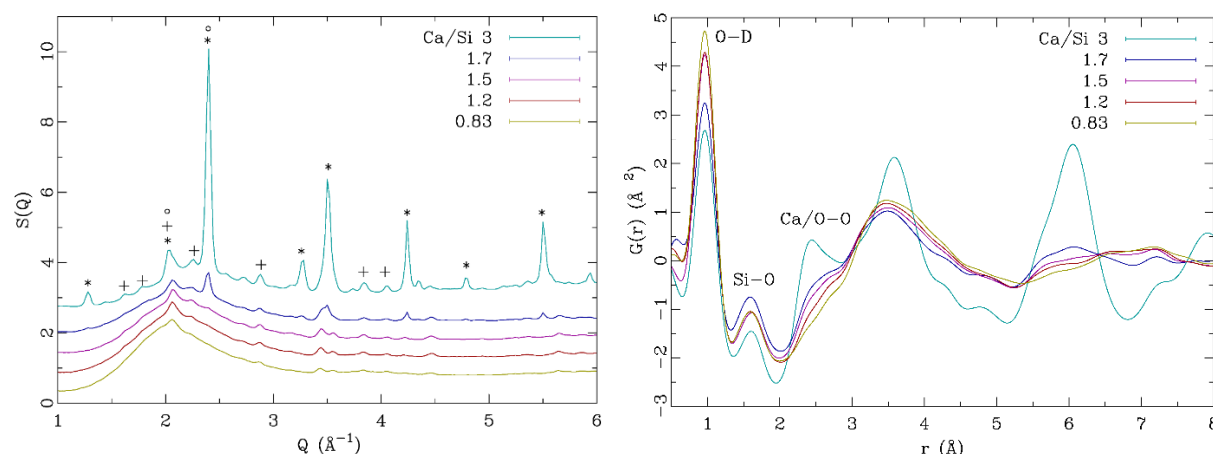 S(Q)
10
8
6
4
2
0
Ca/Si 3
1.7
1.5
1.2
0.83
1 2 3 4 5 6
Q (Å⁻¹)
G(r) (Å ²)
5
4
3
2
1
0
-1
-2
-3
O-D
Si-O
Ca/O-O
Ca/Si 3
1.7
1.5
1.2
0.83
1 2 3 4 5 6 7 8
r (Å)